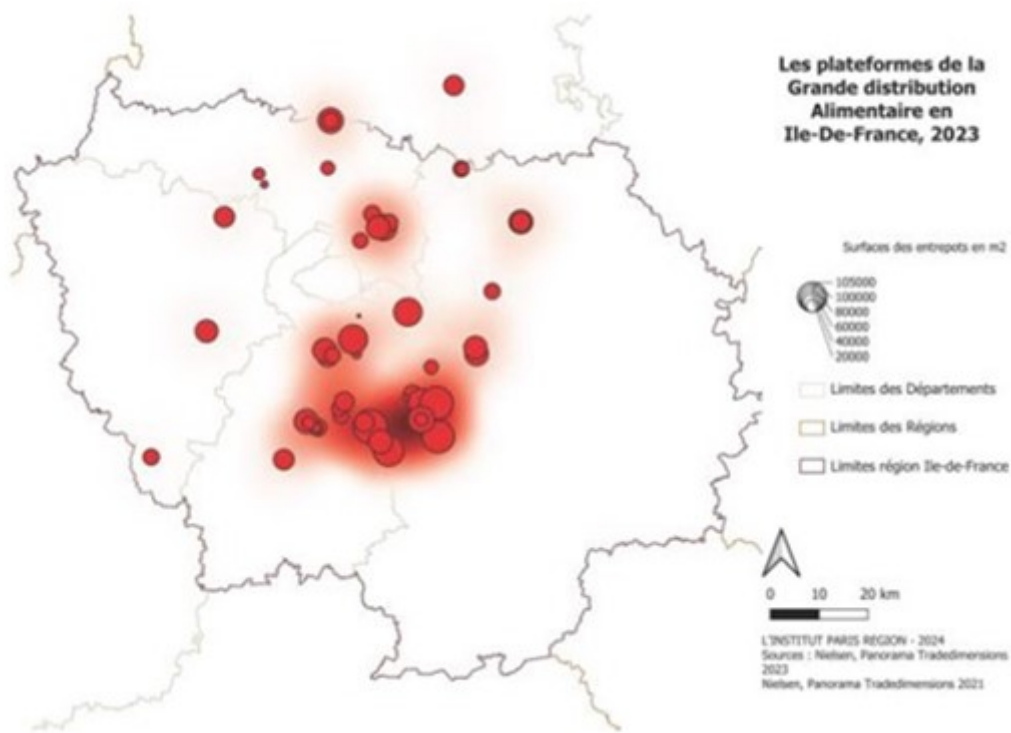 Les plateformes de la
Grande distribution
Alimentaire en
Ile-De-France, 2023
Surfaces des entrepots en m2
105000
100000
80000
60000
40000
20000
Limites des Départements
Limites des Régions
Limites région Ile-de-France
0 10 20 km
L'INSTITUT PARIS REGION - 2024
Sources : Nielsen, Panorama Tradedimensions
2023
Nielsen, Panorama Tradedimensions 2021